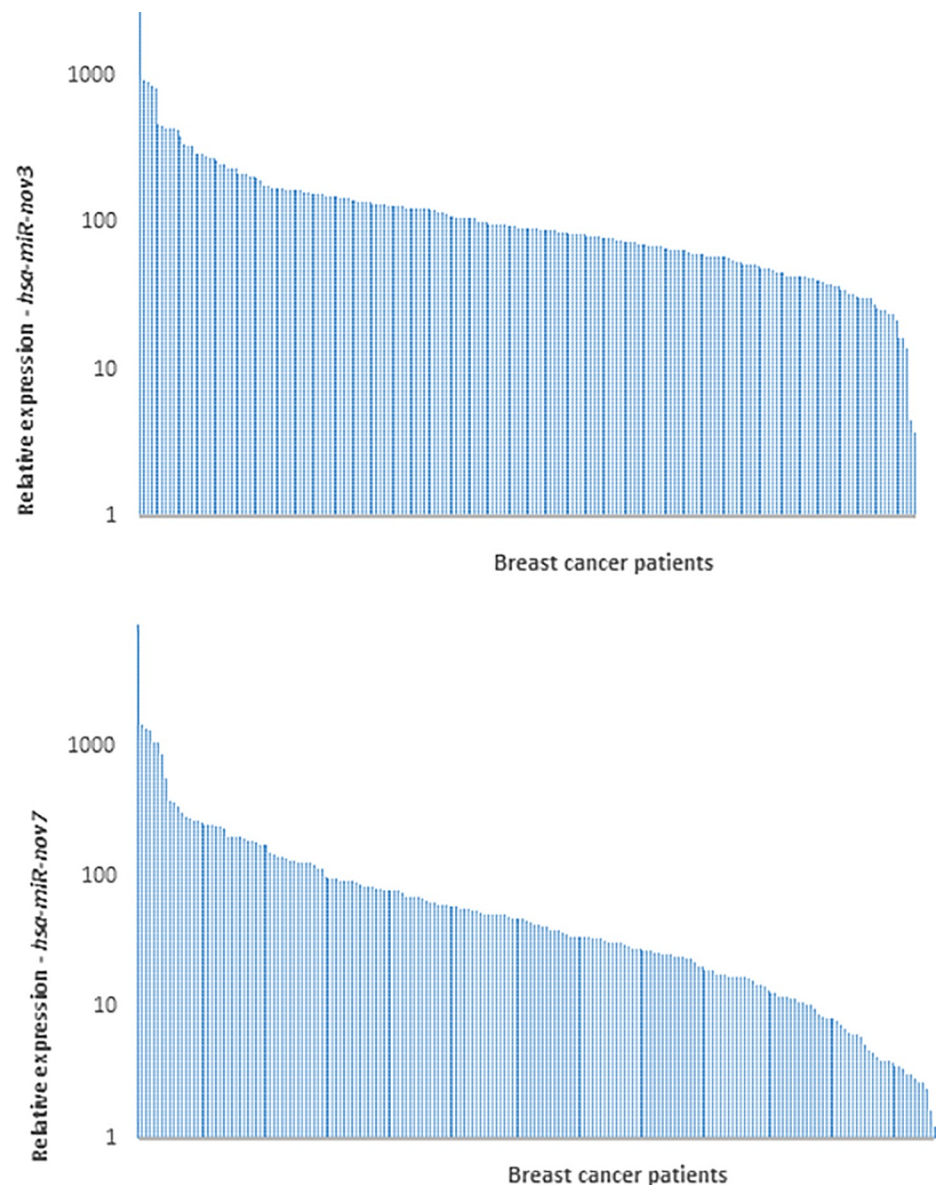 Relative expression - hsa-miR-nov3
1000
100
10
1
Breast cancer patients
Relative expression - hsa-miR-nov7
1000
100
10
1
Breast cancer patients